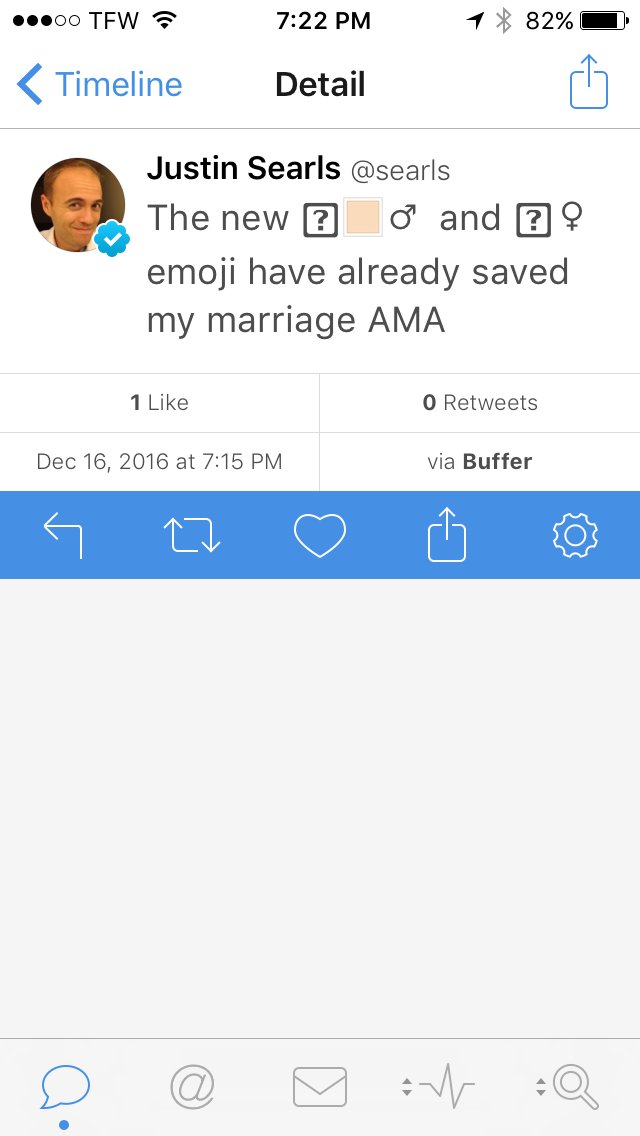 TFW 7:22 PM 82%
Timeline Detail
Justin Searls @searls
The new ⍰🏼♂ and ⍰♀
emoji have already saved
my marriage AMA
1 Like 0 Retweets
Dec 16, 2016 at 7:15 PM via Buffer